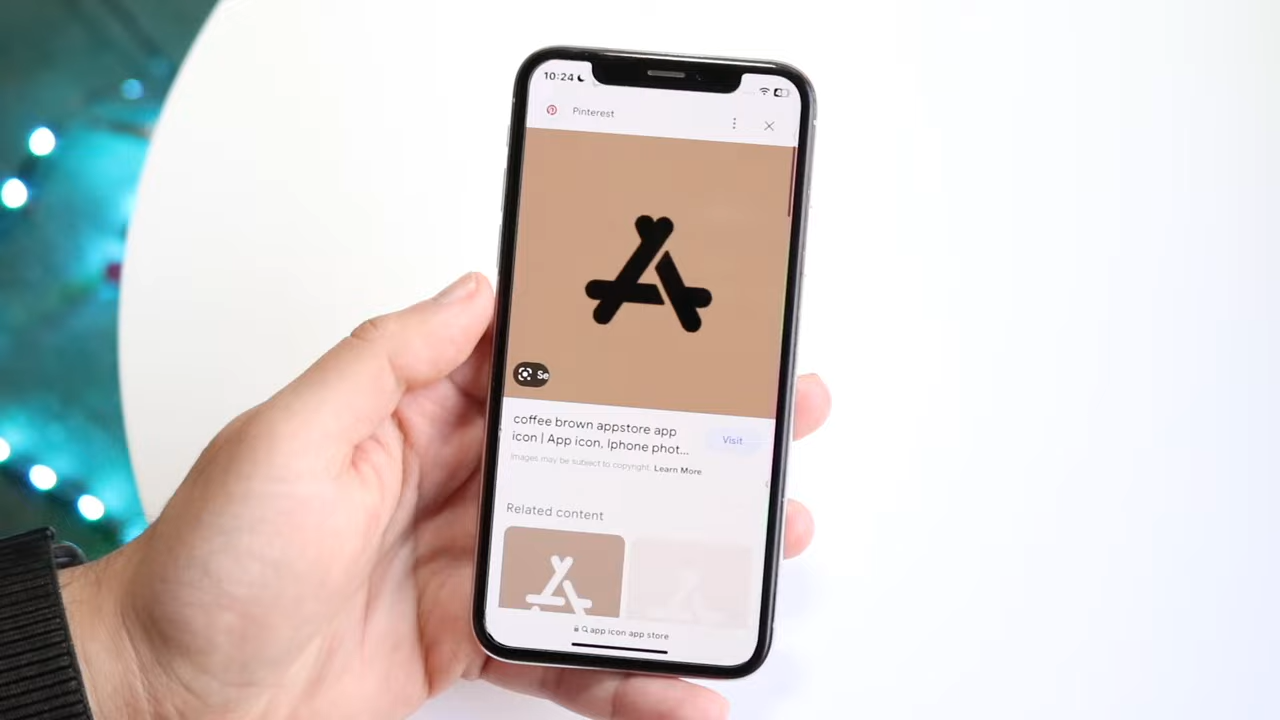 10:24
Pinterest
Se
coffee brown appstore app
icon | App icon, Iphone phot...
Visit
Images may be subject to copyright. Learn More
Related content
app icon app store